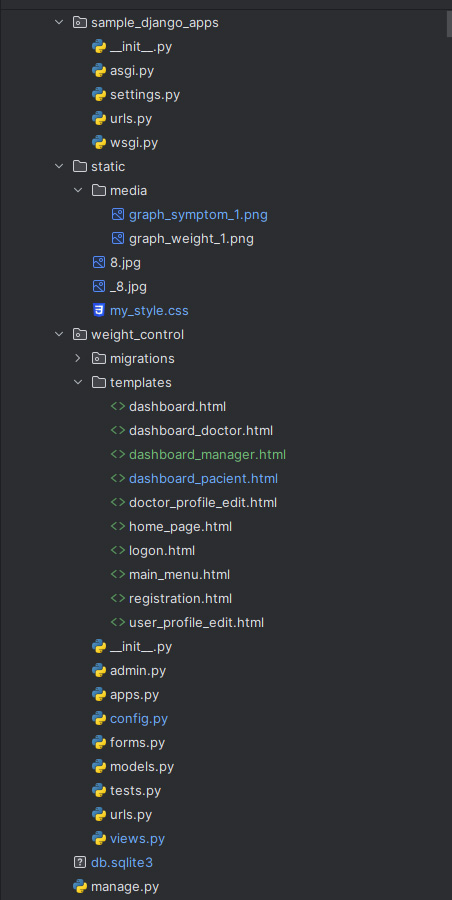 sample_django_apps
__init__.py
asgi.py
settings.py
urls.py
wsgi.py
static
media
graph_symptom_1.png
graph_weight_1.png
8.jpg
_8.jpg
my_style.css
weight_control
migrations
templates
dashboard.html
dashboard_doctor.html
dashboard_manager.html
dashboard_pacient.html
doctor_profile_edit.html
home_page.html
logon.html
main_menu.html
registration.html
user_profile_edit.html
__init__.py
admin.py
apps.py
config.py
forms.py
models.py
tests.py
urls.py
views.py
db.sqlite3
manage.py